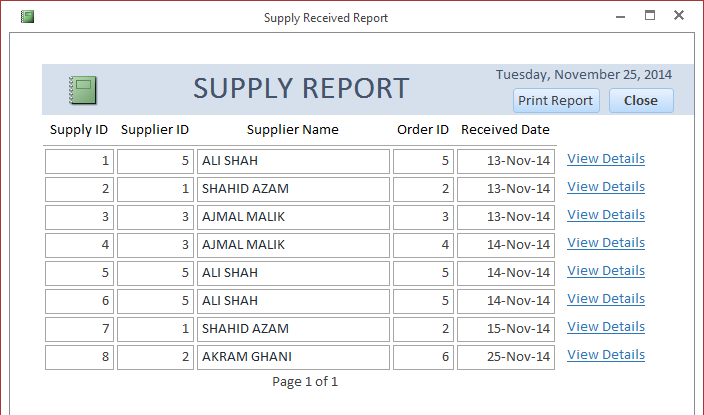 Supply Received Report
Tuesday, November 25, 2014
SUPPLY REPORT
Print Report Close
Supply ID Supplier ID Supplier Name Order ID Received Date
1 5 ALI SHAH 5 13-Nov-14 View Details
2 1 SHAHID AZAM 2 13-Nov-14 View Details
3 3 AJMAL MALIK 3 13-Nov-14 View Details
4 3 AJMAL MALIK 4 14-Nov-14 View Details
5 5 ALI SHAH 5 14-Nov-14 View Details
6 5 ALI SHAH 5 14-Nov-14 View Details
7 1 SHAHID AZAM 2 15-Nov-14 View Details
8 2 AKRAM GHANI 6 25-Nov-14 View Details
Page 1 of 1